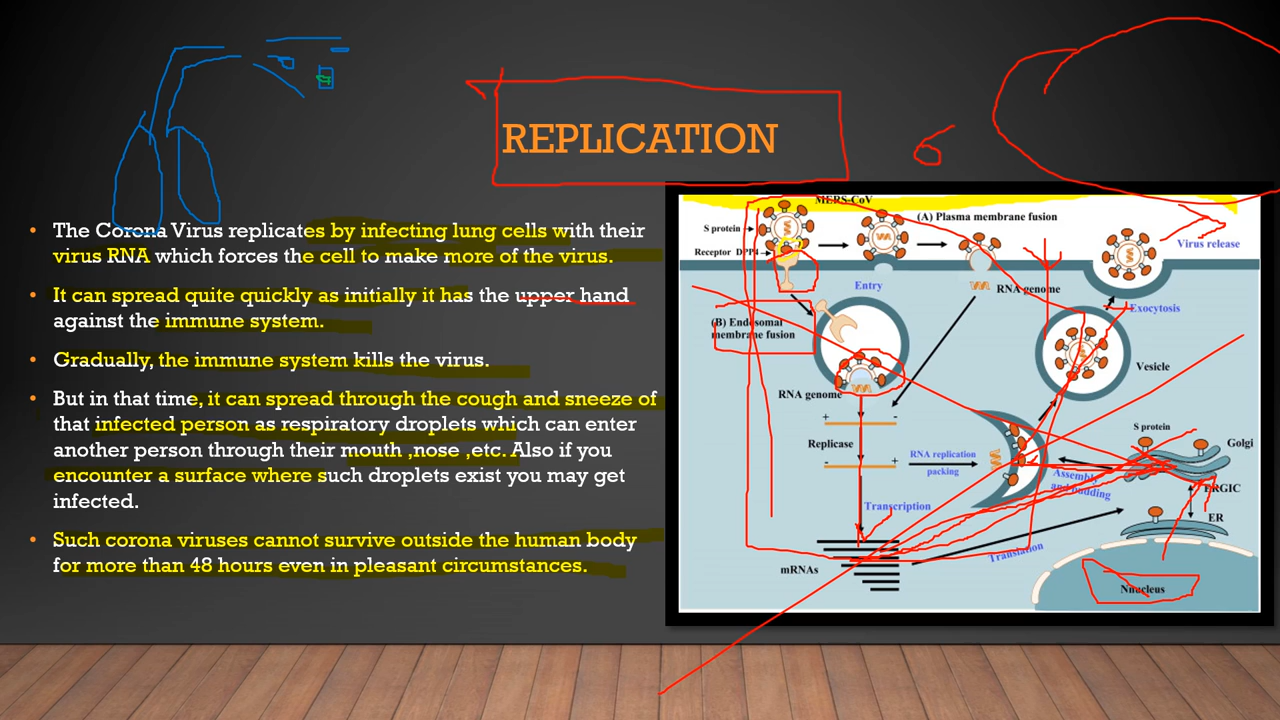 REPLICATION
The Corona Virus replicates by infecting lung cells with their
virus RNA which forces the cell to make more of the virus.
It can spread quite quickly as initially it has the upper hand
against the immune system.
Gradually, the immune system kills the virus.
But in that time, it can spread through the cough and sneeze of
that infected person as respiratory droplets which can enter
another person through their mouth ,nose ,etc. Also if you
encounter a surface where such droplets exist you may get
infected.
Such corona viruses cannot survive outside the human body
for more than 48 hours even in pleasant circumstances.
MERS-CoV
S protein
Receptor DPP4
(A) Plasma membrane fusion
Virus release
Entry
RNA genome
Exocytosis
(B) Endosomal
membrane fusion
Vesicle
RNA genome
+ -
Replicase
- +
RNA replication
packing
S protein
Golgi
Assembly
and budding
ERGIC
Transcription
ER
Translation
mRNAs
Nnucleus